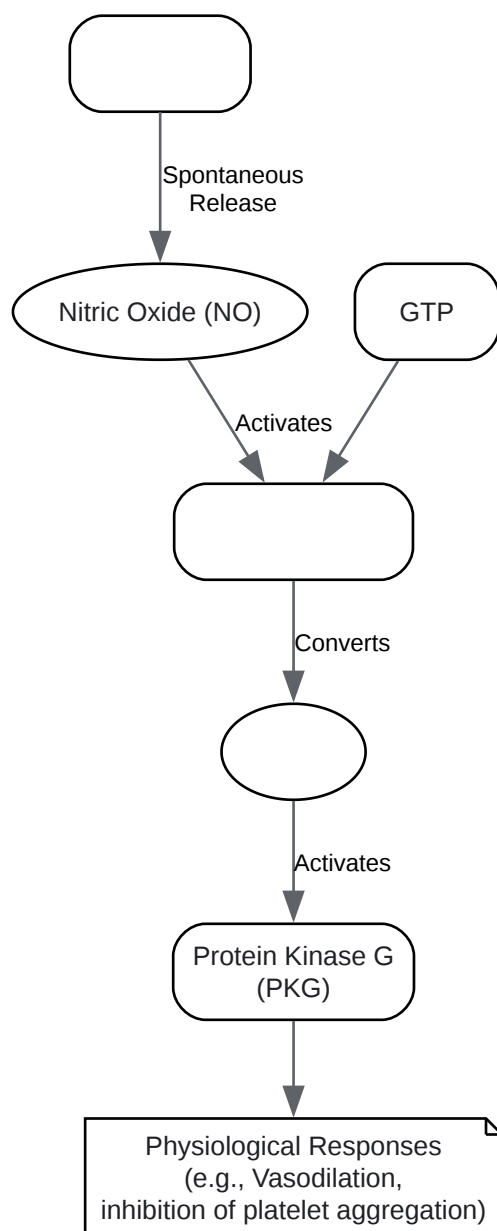 Spontaneous
Release
Nitric Oxide (NO)
GTP
Activates
Converts
Activates
Protein Kinase G
(PKG)
Physiological Responses
(e.g., Vasodilation,
inhibition of platelet aggregation)